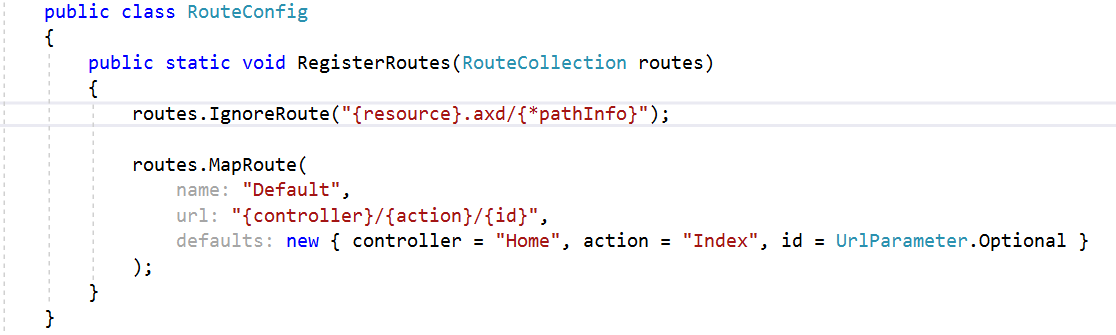 public class RouteConfig
{
public static void RegisterRoutes(RouteCollection routes)
{
routes.IgnoreRoute("{resource}.axd/{*pathInfo}");
routes.MapRoute(
name: "Default",
url: "{controller}/{action}/{id}",
defaults: new { controller = "Home", action = "Index", id = UrlParameter.Optional }
);
}
}